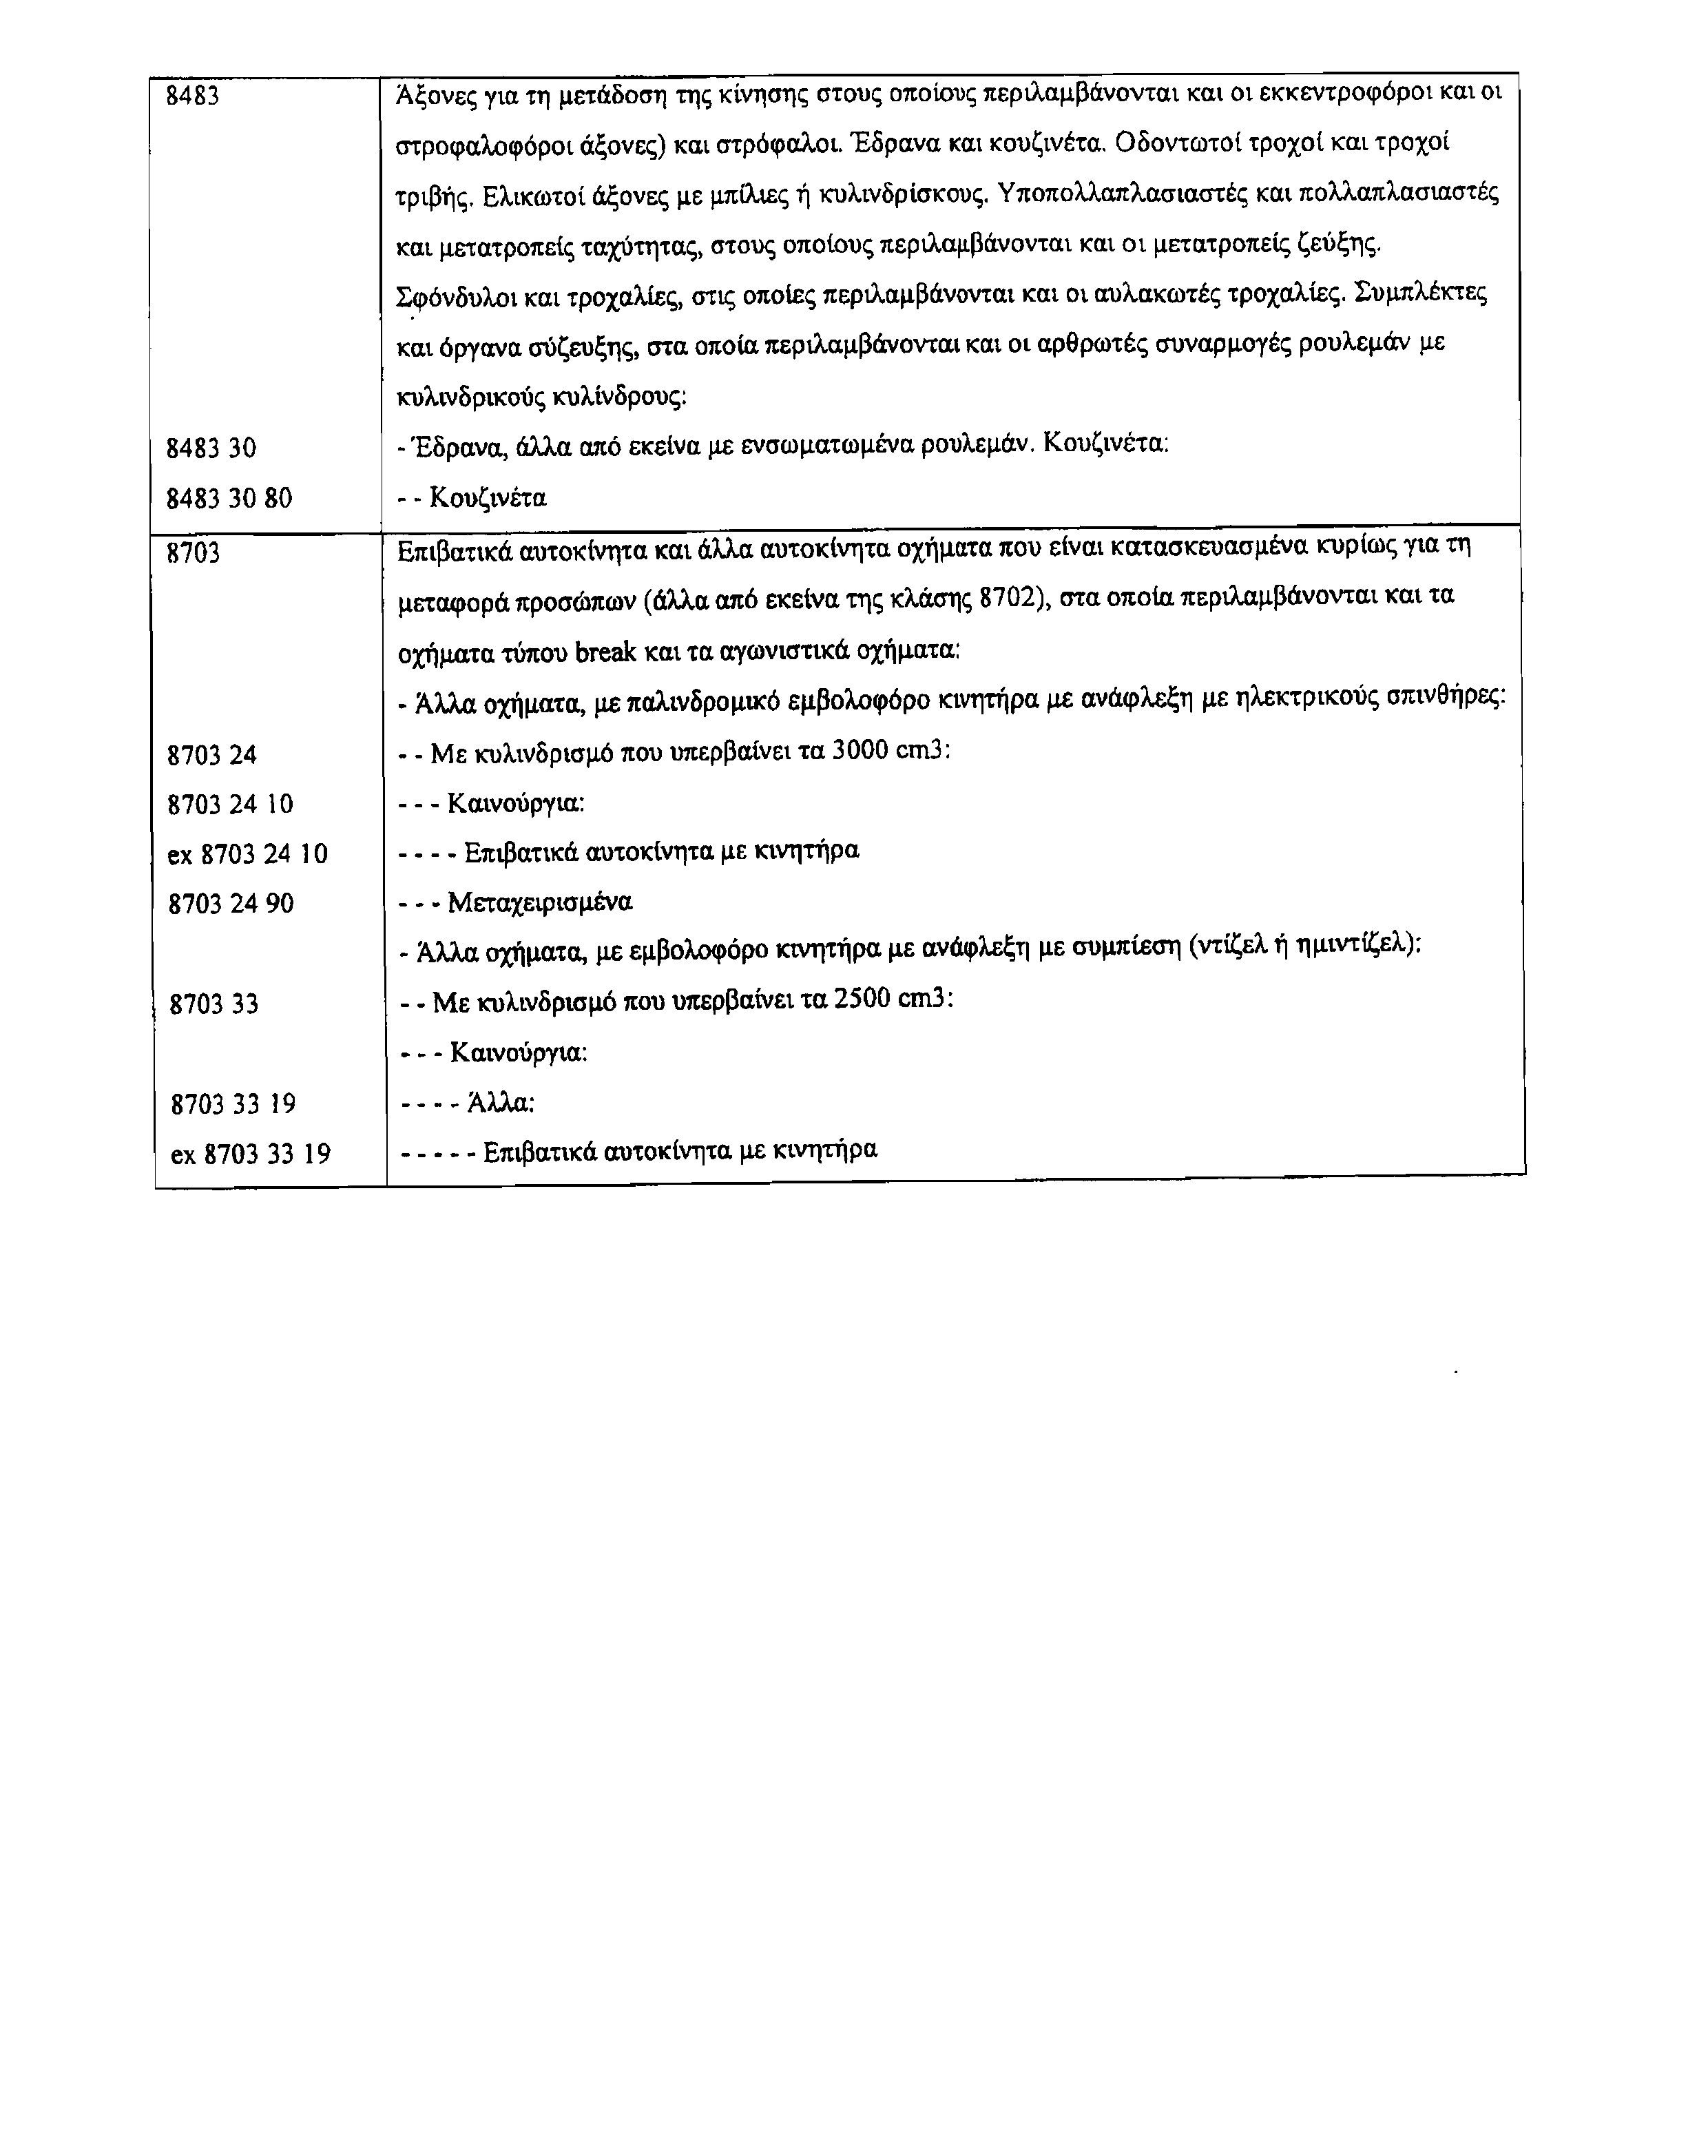 8483 Άξονες για τη μετάδοση της κίνησης στους οποίους περιλαμβάνονται και οι εκκεντροφόροι και οι
στροφαλοφόροι άξονες) και στρόφαλοι. Έδρανα και κουζινέτα. Οδοντωτοί τροχοί και τροχοί
τριβής. Ελικωτοί άξονες με μπίλιες ή κυλινδρίσκους. Υποπολλαπλασιαστές και πολλαπλασιαστές
και μετατροπείς ταχύτητας, στους οποίους περιλαμβάνονται και οι μετατροπείς ζεύξης.
Σφόνδυλοι και τροχαλίες, στις οποίες περιλαμβάνονται και οι αυλακωτές τροχαλίες. Συμπλέκτες
και όργανα σύζευξης, στα οποία περιλαμβάνονται και οι αρθρωτές συναρμογές ρουλεμάν με
κυλινδρικούς κυλίνδρους:
8483 30 - Έδρανα, άλλα από εκείνα με ενσωματωμένα ρουλεμάν. Κουζινέτα:
8483 30 80 - - Κουζινέτα
8703 Επιβατικά αυτοκίνητα και άλλα αυτοκίνητα οχήματα που είναι κατασκευασμένα κυρίως για τη
μεταφορά προσώπων (άλλα από εκείνα της κλάσης 8702), στα οποία περιλαμβάνονται και τα
οχήματα τύπου break και τα αγωνιστικά οχήματα:
- Άλλα οχήματα, με παλινδρομικό εμβολοφόρο κινητήρα με ανάφλεξη με ηλεκτρικούς σπινθήρες:
8703 24 - - Με κυλινδρισμό που υπερβαίνει τα 3000 cm3:
8703 24 10 - - - Καινούργια:
ex 8703 24 10 - - - - Επιβατικά αυτοκίνητα με κινητήρα
8703 24 90 - - - Μεταχειρισμένα
- Άλλα οχήματα, με εμβολοφόρο κινητήρα με ανάφλεξη με συμπίεση (ντίζελ ή ημιντίζελ):
8703 33 - - Με κυλινδρισμό που υπερβαίνει τα 2500 cm3:
- - - Καινούργια:
8703 33 19 - - - - Άλλα:
ex 8703 33 19 - - - - - Επιβατικά αυτοκίνητα με κινητήρα